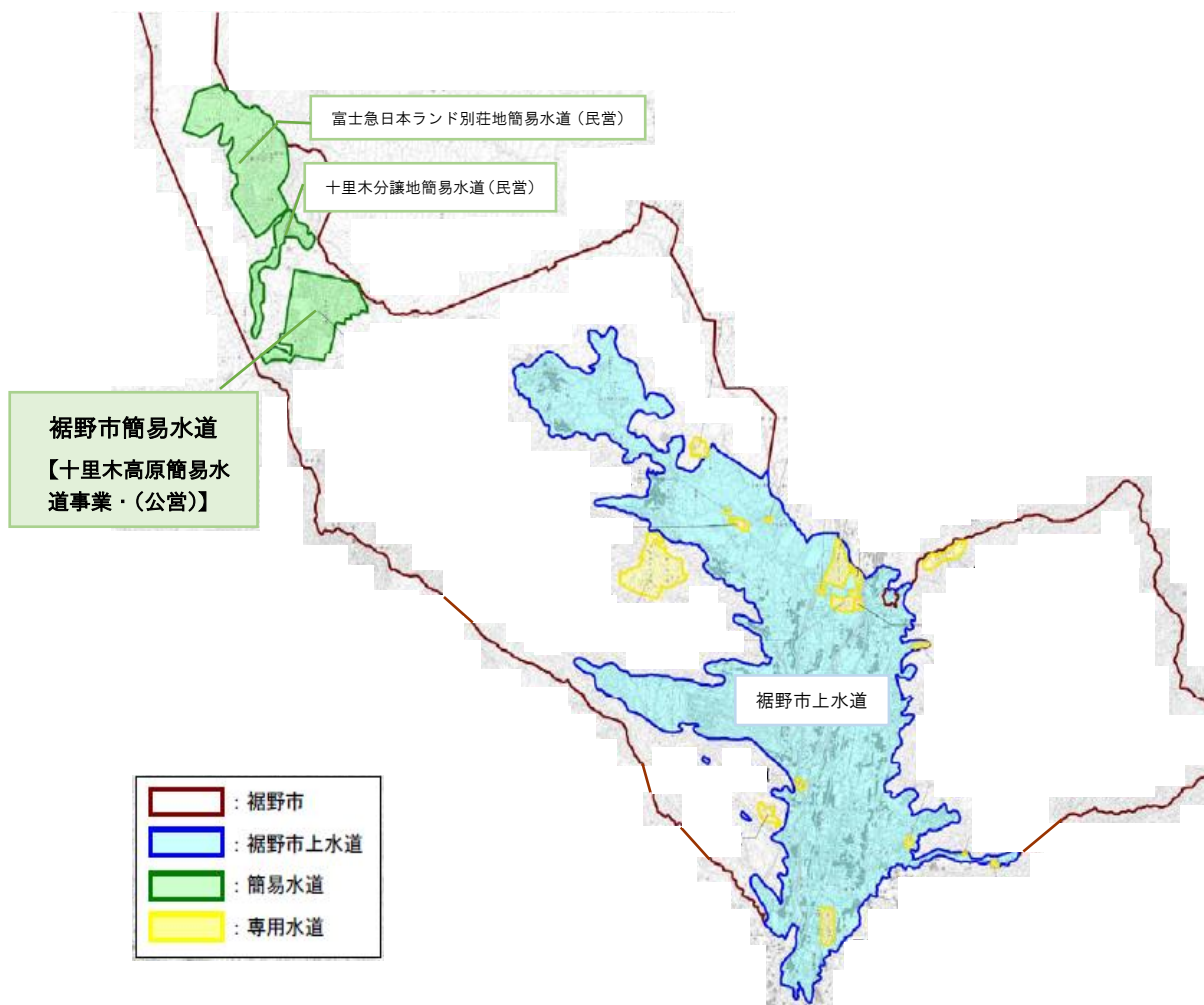 富士急日本ランド別荘地簡易水道（民営）
十里木分譲地簡易水道（民営）
裾野市簡易水道
【十里木高原簡易水
道事業・（公営）】
裾野市上水道
：裾野市
：裾野市上水道
：簡易水道
：専用水道